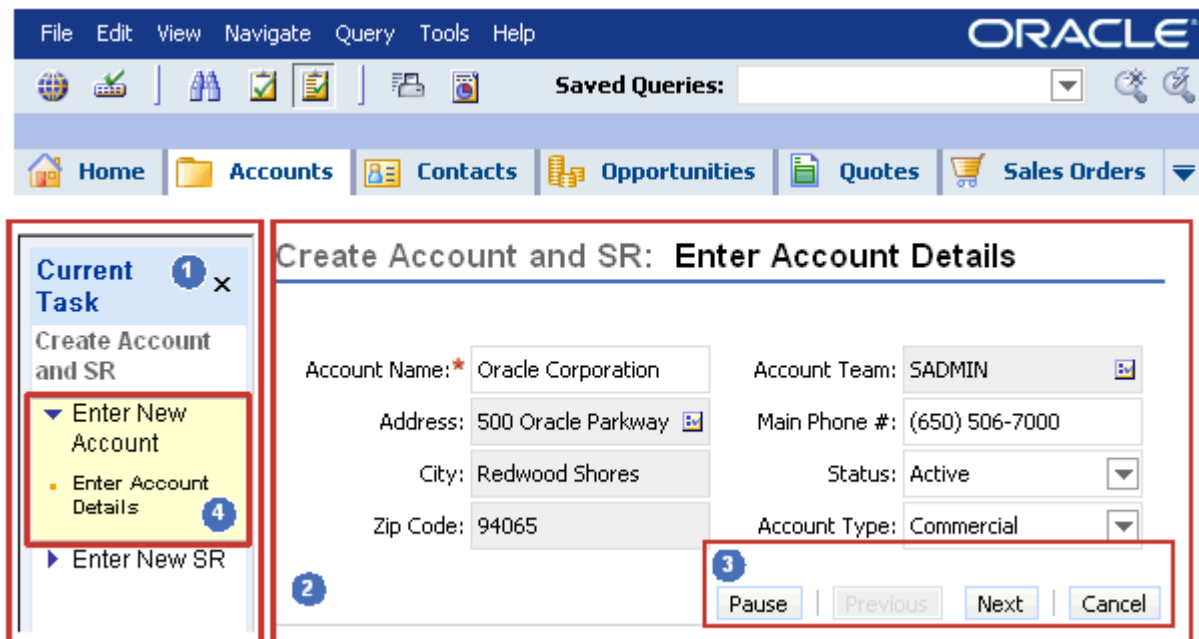 File Edit View Navigate Query Tools Help ORACLE
Saved Queries:
Home Accounts Contacts Opportunities Quotes Sales Orders
Current 1 x
Task
Create Account
and SR
Enter New
Account
Enter Account
Details 4
Enter New SR
Create Account and SR: Enter Account Details
Account Name:* Oracle Corporation Account Team: SADMIN
Address: 500 Oracle Parkway Main Phone #: (650) 506-7000
City: Redwood Shores Status: Active
Zip Code: 94065 Account Type: Commercial
2 3
Pause | Previous Next | Cancel